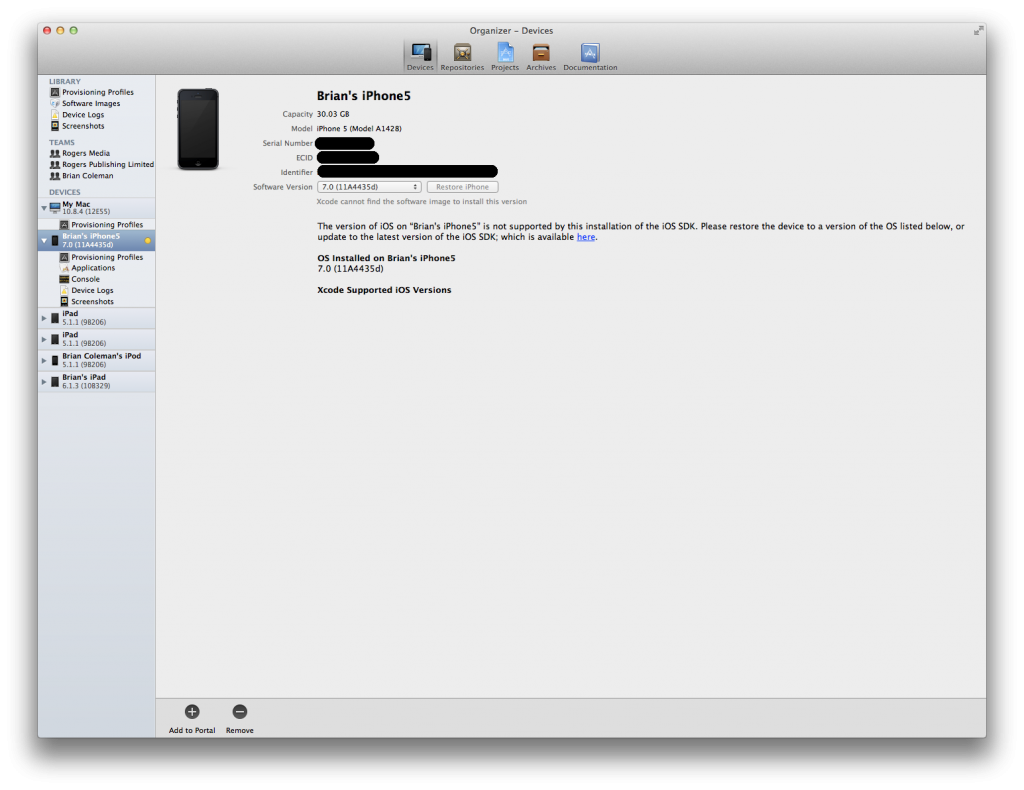 Organizer – Devices
Devices Repositories Projects Archives Documentation
LIBRARY
Provisioning Profiles
Software Images
Device Logs
Screenshots
TEAMS
Rogers Media
Rogers Publishing Limited
Brian Coleman
DEVICES
My Mac
10.8.4 (12E55)
Provisioning Profiles
Brian's iPhone5
7.0 (11A4435d)
Provisioning Profiles
Applications
Console
Device Logs
Screenshots
iPad
5.1.1 (9B206)
iPad
5.1.1 (9B206)
Brian Coleman's iPod
5.1.1 (9B206)
Brian's iPad
6.1.3 (10B329)
Brian's iPhone5
Capacity 30.03 GB
Model iPhone 5 (Model A1428)
Serial Number
ECID
Identifier
Software Version 7.0 (11A4435d) Restore iPhone
Xcode cannot find the software image to install this version
The version of iOS on “Brian's iPhone5” is not supported by this installation of the iOS SDK. Please restore the device to a version of the OS listed below, or
update to the latest version of the iOS SDK; which is available here.
OS Installed on Brian's iPhone5
7.0 (11A4435d)
Xcode Supported iOS Versions
Add to Portal Remove